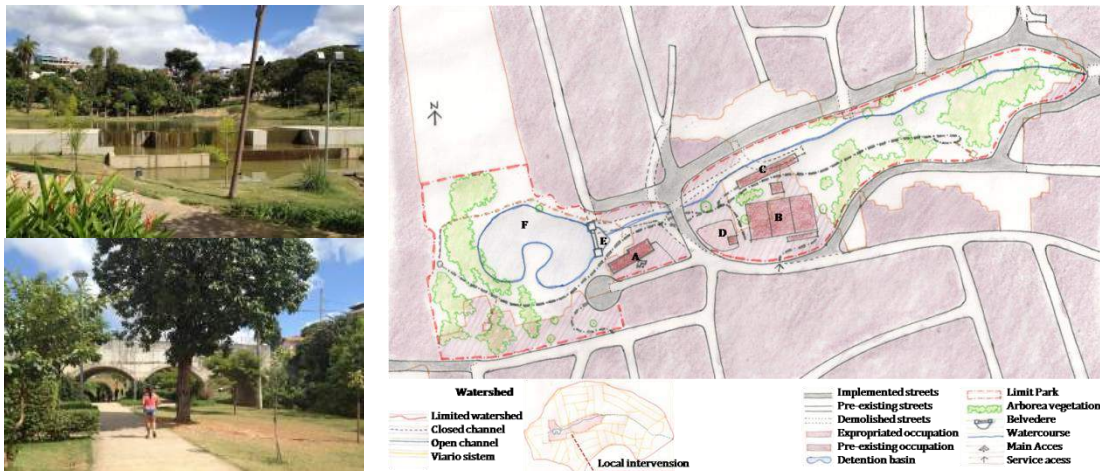 N
F
E
A
C
B
D
Watershed
Limited watershed
Closed channel
Open channel
Viario sistem
Local intervension
Implemented streets
Pre-existing streets
Demolished streets
Expropriated occupation
Pre-existing occupation
Detention basin
Limit Park
Arborea vegetation
Belvedere
Watercourse
Main Acces
Service acess